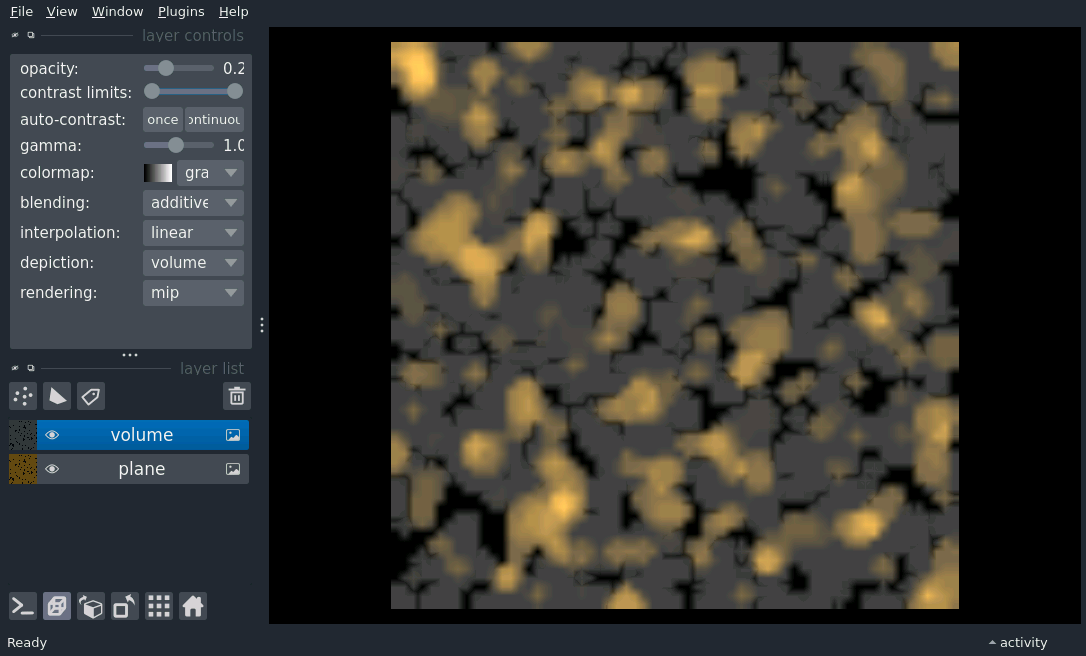 File View Window Plugins Help
layer controls
opacity: 0.2
contrast limits:
auto-contrast: once ontinuou
gamma: 1.0
colormap: gra
blending: additive
interpolation: linear
depiction: volume
rendering: mip
layer list
volume
plane
Ready activity